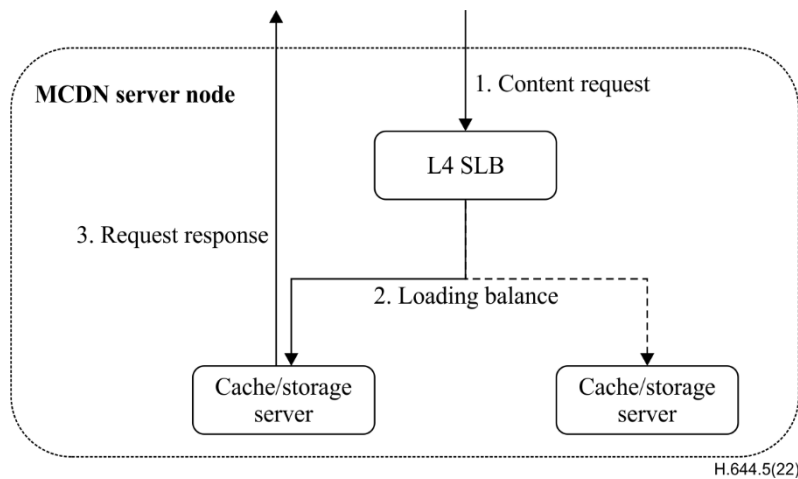 MCDN server node
1. Content request
L4 SLB
3. Request response
2. Loading balance
Cache/storage
server
Cache/storage
server
H.644.5(22)